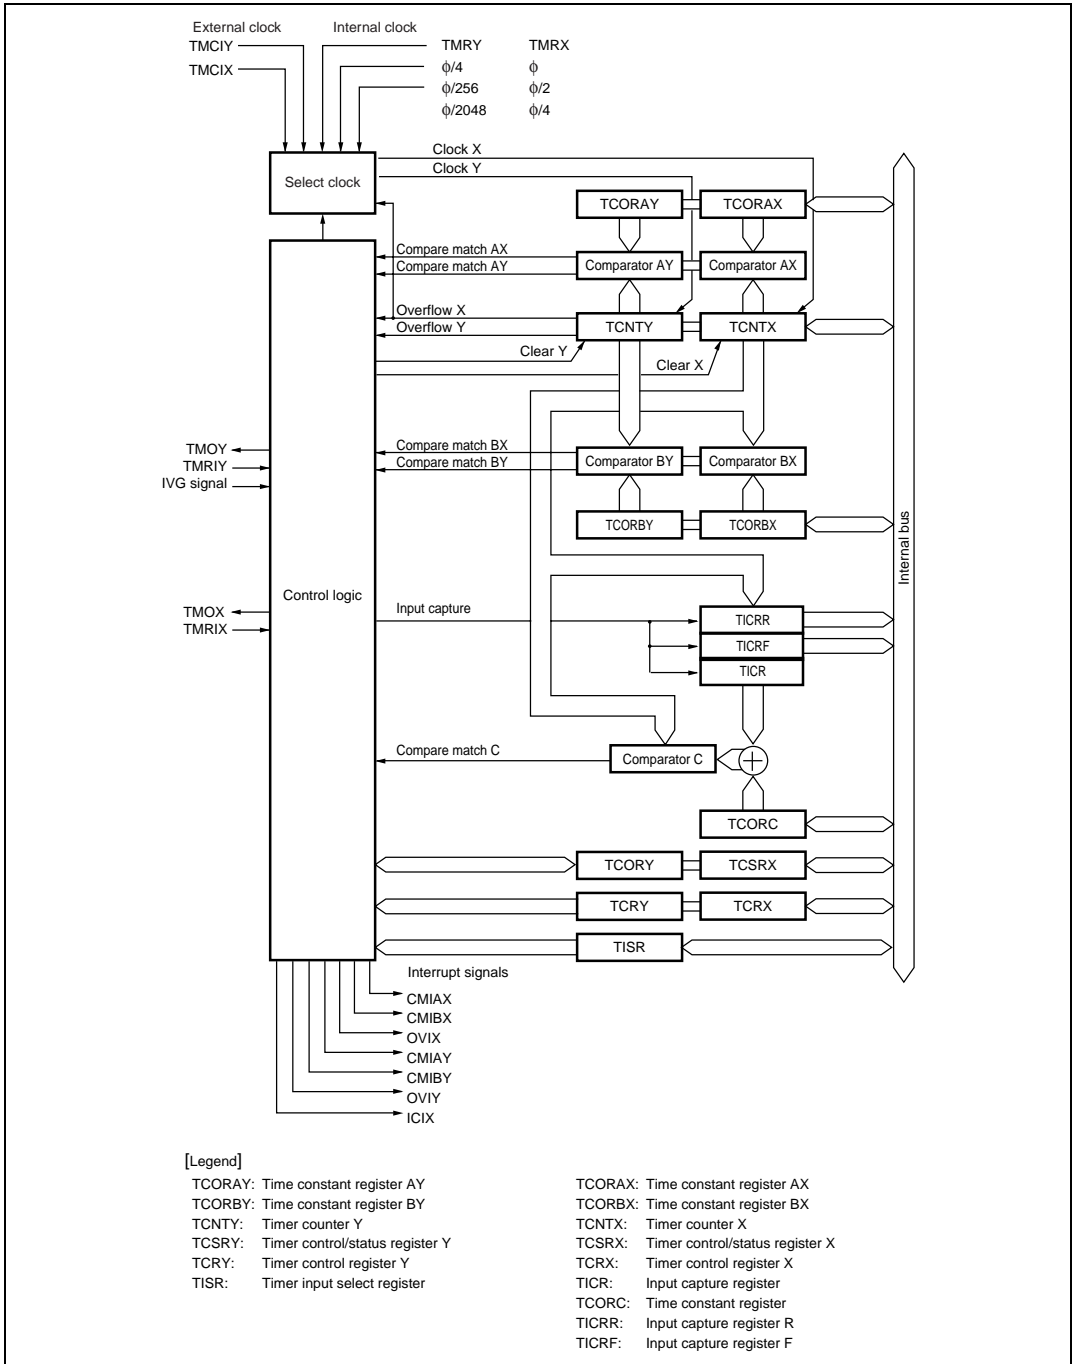 External clock Internal clock
TMCIY TMRY TMRX
TMCIX ϕ/4 ϕ
ϕ/256 ϕ/2
ϕ/2048 ϕ/4
Clock X
Clock Y
Select clock
TCORAY TCORAX
Compare match AX
Compare match AY
Comparator AY Comparator AX
Overflow X
Overflow Y
TCNTY TCNTX
Clear Y
Clear X
TMOY
TMRIY
IVG signal
Compare match BX
Compare match BY
Comparator BY Comparator BX
TCORBY TCORBX
Internal bus
Control logic
TMOX
TMRIX
Input capture
TICRR
TICRF
TICR
Compare match C
Comparator C
+
TCORC
TCORY TCSRX
TCRY TCRX
TISR
Interrupt signals
CMIAX
CMIBX
OVIX
CMIAY
CMIBY
OVIY
ICIX
[Legend]
TCORAY: Time constant register AY
TCORBY: Time constant register BY
TCNTY: Timer counter Y
TCSRY: Timer control/status register Y
TCRY: Timer control register Y
TISR: Timer input select register
TCORAX: Time constant register AX
TCORBX: Time constant register BX
TCNTX: Timer counter X
TCSRX: Timer control/status register X
TCRX: Timer control register X
TICR: Input capture register
TCORC: Time constant register
TICRR: Input capture register R
TICRF: Input capture register F